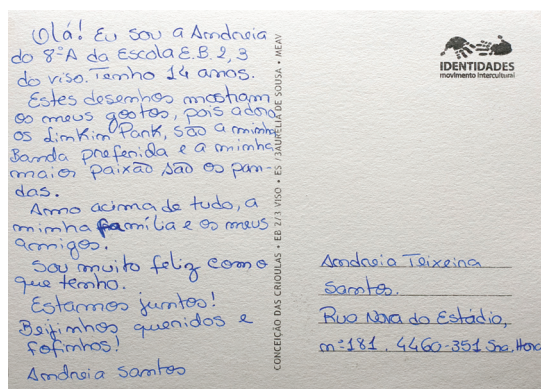 Olá! Eu sou a Andreia
do 8ºA da Escola E.B. 2,3
do viso. Tenho 14 anos.
Estes desenhos mostram
os meus gostos, pois adoro
os Linkin Park, são a minha
Banda preferida e a minha
maior paixão são os pan-
das.
Amo acima de tudo, a
minha família e os meus
amigos.
Sou muito feliz como
que tenho.
Estamos juntos!
Beijinhos queridos e
fofinhos!
Andreia Santos
CONCEIÇÃO DAS CRIOULAS • EB 2/3 VISO • ES /3AURÉLIA DE SOUSA • MEAV
IDENTIDADES
movimento intercultural
Andreia Teixeira
Santos.
Rua Nova do Estádio,
nº181. 4460-351 Sra. Hora